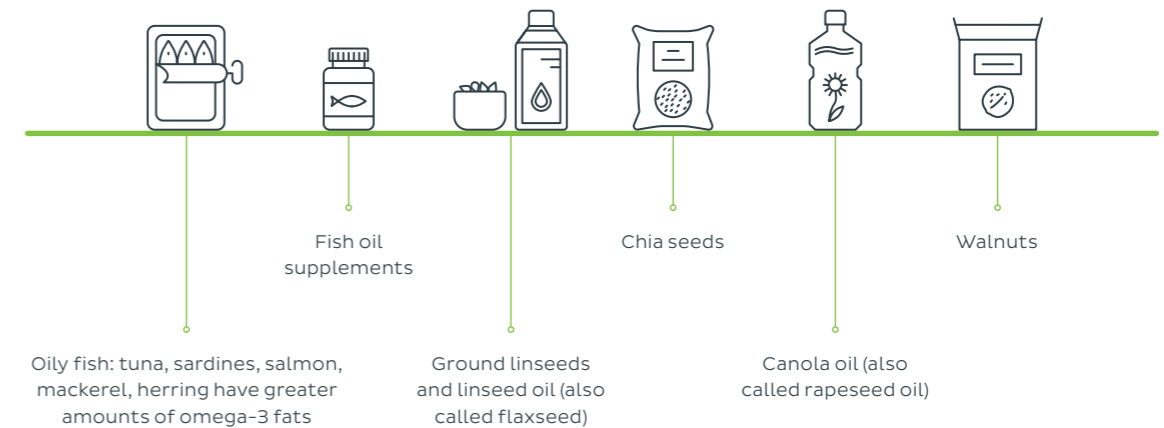 Fish oil
supplements
Chia seeds
Walnuts
Oily fish: tuna, sardines, salmon,
mackerel, herring have greater
amounts of omega-3 fats
Ground linseeds
and linseed oil (also
called flaxseed)
Canola oil (also
called rapeseed oil)